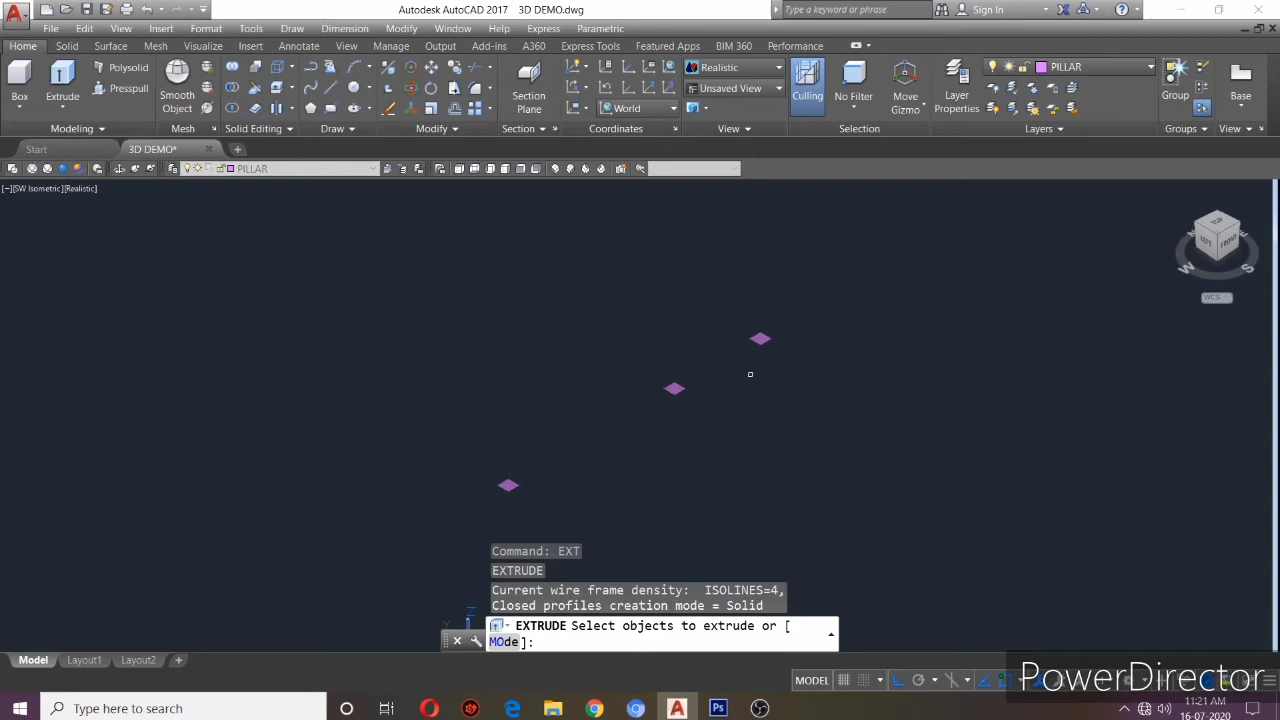 Autodesk AutoCAD 2017 3D DEMO.dwg
Type a keyword or phrase
Sign In
File Edit View Insert Format Tools Draw Dimension Modify Window Help Express Parametric
Home Solid Surface Mesh Visualize Insert Annotate View Manage Output Add-ins A360 Express Tools Featured Apps BIM 360 Performance
Box
Extrude
Polysolid
Presspull
Smooth Object
Section Plane
World
Realistic
Unsaved View
Culling
No Filter
Move Gizmo
Layer Properties
PILLAR
Group
Base
Modeling Mesh Solid Editing Draw Modify Section Coordinates View Selection Layers Groups View
Start
3D DEMO*
PILLAR
[−][SW Isometric][Realistic]
TOP
LEFT
FRONT
W
S
WCS
Command: EXT
EXTRUDE
Current wire frame density: ISOLINES=4,
Closed profiles creation mode = Solid
EXTRUDE Select objects to extrude or [
MOde]:
Z
Y
Model Layout1 Layout2
MODEL
PowerDirector
Type here to search
11:21 AM
16-07-2020